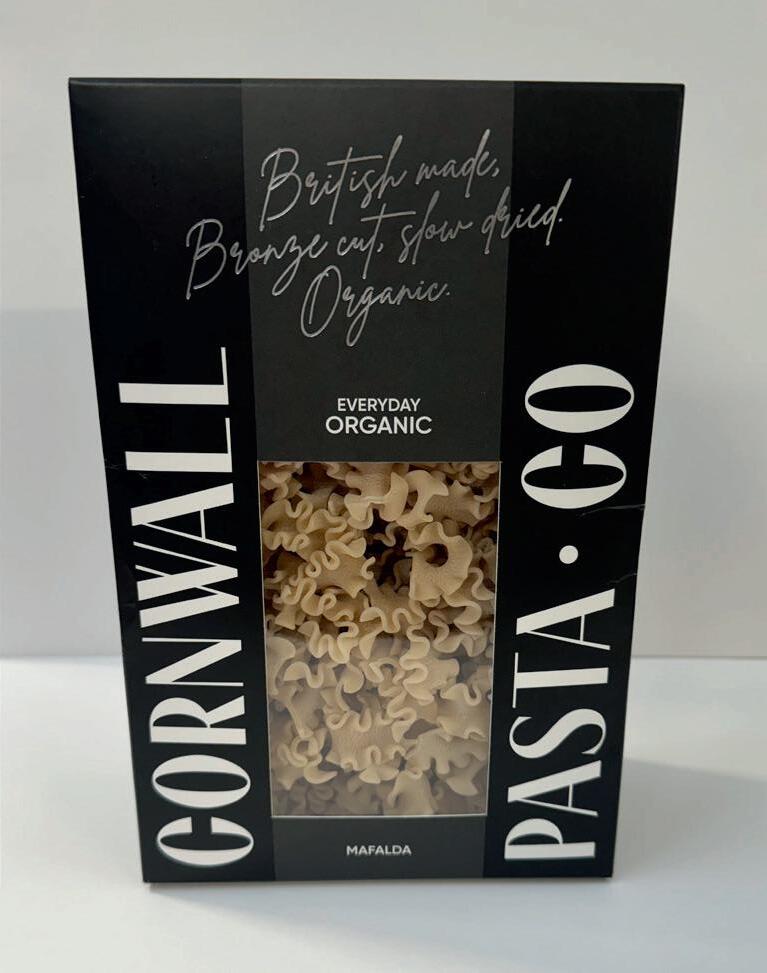 British made,
Bronze cut, slow dried.
Organic.
EVERYDAY
ORGANIC
CORNWALL
PASTA • CO
MAFALDA